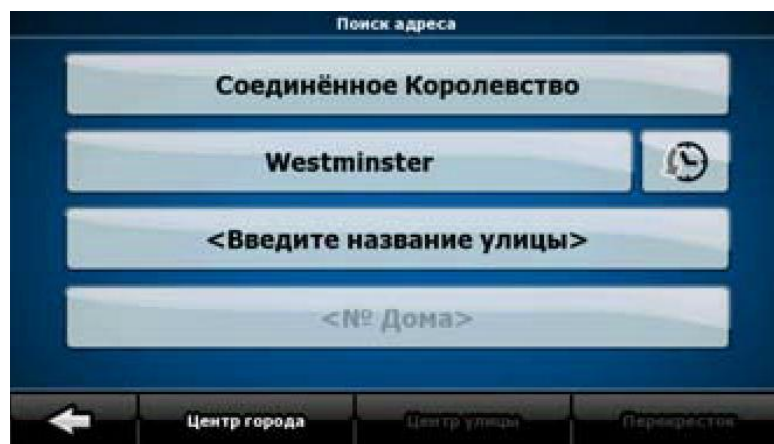 Поиск адреса
Соединённое Королевство
Westminster
<Введите название улицы>
<№ Дома>
Центр города
Центр улицы
Перекресток